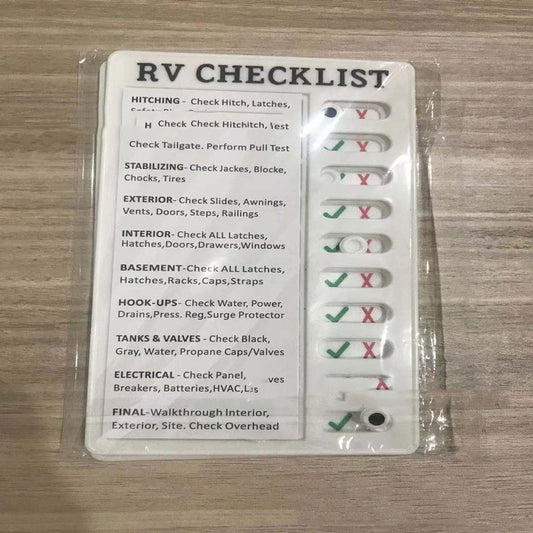 RV CHECKLIST
HITCHING - Check Hitch, Latches,
H Check Check Hitchitch, West
Check Tailgate. Perform Pull Test
STABILIZING- Check Jackes, Blocke,
Chocks, Tires
EXTERIOR- Check Slides, Awnings,
Vents, Doors, Steps, Railings
INTERIOR- Check ALL Latches,
Hatches,Doors,Drawers,Windows
BASEMENT-Check ALL Latches,
Hatches,Racks,Caps,Straps
HOOK-UPS- Check Water, Power,
Drains,Press. Reg,Surge Protector
TANKS & VALVES - Check Black,
Gray, Water, Propane Caps/Valves
ELECTRICAL - Check Panel, ves
Breakers, Batteries,HVAC,
FINAL-Walkthrough Interior,
Exterior, Site. Check Overhead